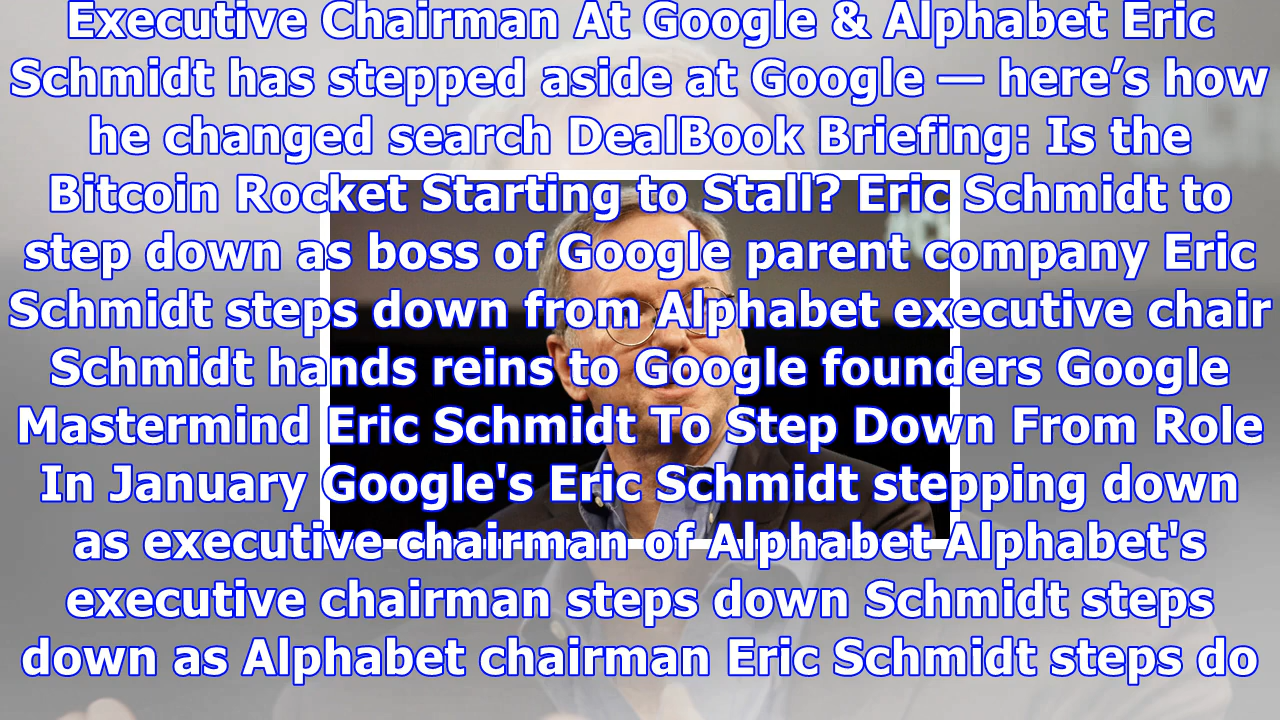 Executive Chairman At Google & Alphabet Eric
Schmidt has stepped aside at Google — here’s how
he changed search DealBook Briefing: Is the
Bitcoin Rocket Starting to Stall? Eric Schmidt to
step down as boss of Google parent company Eric
Schmidt steps down from Alphabet executive chair
Schmidt hands reins to Google founders Google
Mastermind Eric Schmidt To Step Down From Role
In January Google's Eric Schmidt stepping down
as executive chairman of Alphabet Alphabet's
executive chairman steps down Schmidt steps
down as Alphabet chairman Eric Schmidt steps do